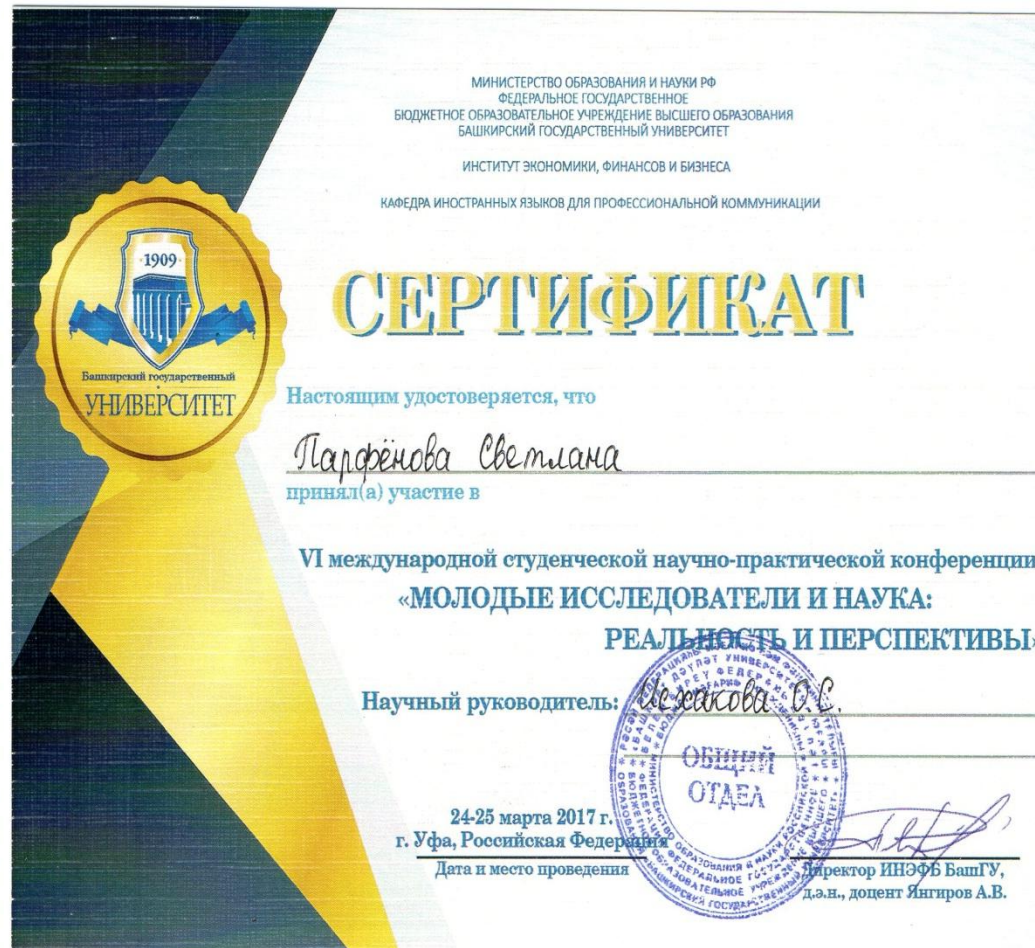 МИНИСТЕРСТВО ОБРАЗОВАНИЯ И НАУКИ РФ
ФЕДЕРАЛЬНОЕ ГОСУДАРСТВЕННОЕ
БЮДЖЕТНОЕ ОБРАЗОВАТЕЛЬНОЕ УЧРЕЖДЕНИЕ ВЫСШЕГО ОБРАЗОВАНИЯ
БАШКИРСКИЙ ГОСУДАРСТВЕННЫЙ УНИВЕРСИТЕТ
ИНСТИТУТ ЭКОНОМИКИ, ФИНАНСОВ И БИЗНЕСА
КАФЕДРА ИНОСТРАННЫХ ЯЗЫКОВ ДЛЯ ПРОФЕССИОНАЛЬНОЙ КОММУНИКАЦИИ
1909
Башкирский государственный
УНИВЕРСИТЕТ
СЕРТИФИКАТ
Настоящим удостоверяется, что
Парфёнова Светлана
принял(а) участие в
VI международной студенческой научно-практической конференции
«МОЛОДЫЕ ИССЛЕДОВАТЕЛИ И НАУКА:
РЕАЛЬНОСТЬ И ПЕРСПЕКТИВЫ»
Научный руководитель: Исхакова О.С.
ОБЩИЙ
ОТДЕЛ
24-25 марта 2017 г.
г. Уфа, Российская Федерация
Дата и место проведения
Директор ИНЭФБ БашГУ,
д.э.н., доцент Янгиров А.В.